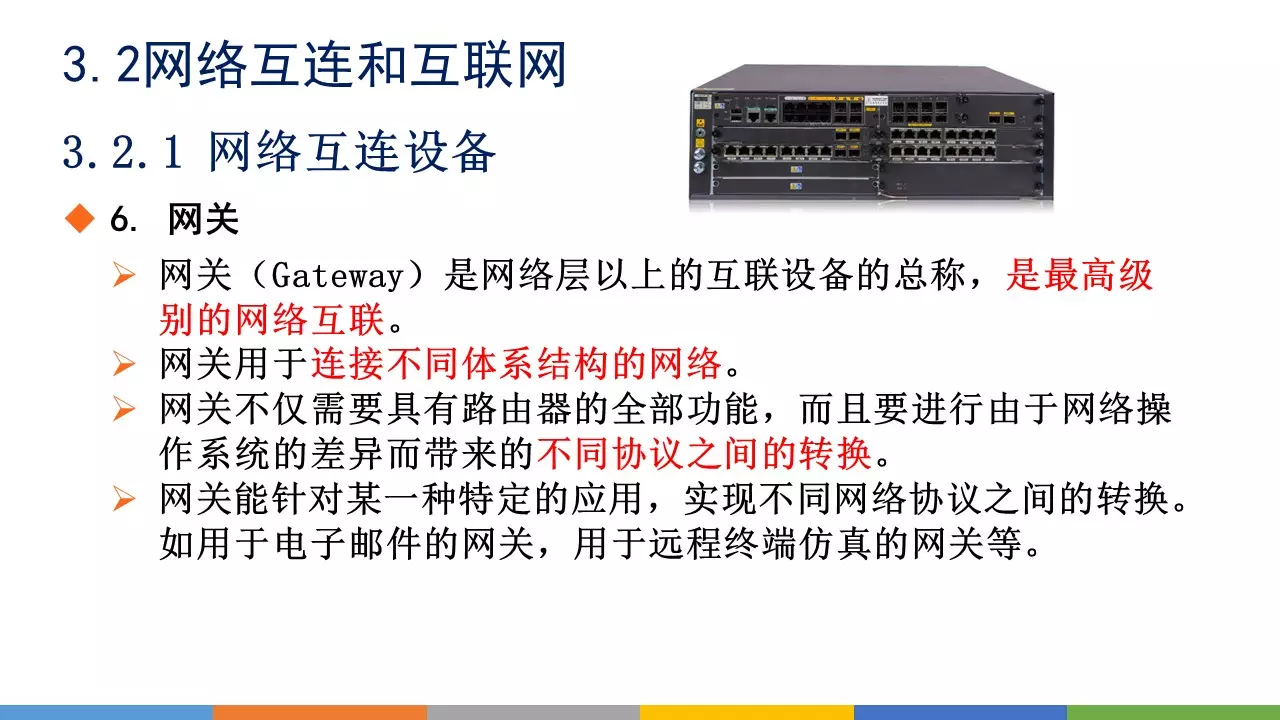 3.2网络互连和互联网
3.2.1 网络互连设备
6. 网关
网关（Gateway）是网络层以上的互联设备的总称，是最高级
别的网络互联。
网关用于连接不同体系结构的网络。
网关不仅需要具有路由器的全部功能，而且要进行由于网络操
作系统的差异而带来的不同协议之间的转换。
网关能针对某一种特定的应用，实现不同网络协议之间的转换。
如用于电子邮件的网关，用于远程终端仿真的网关等。